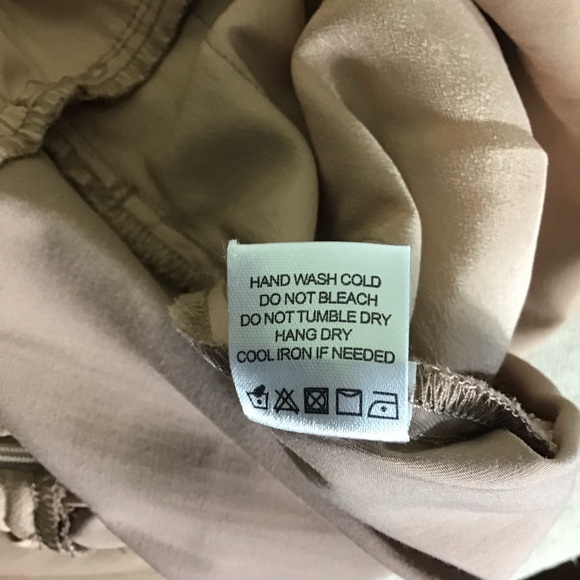 HAND WASH COLD
DO NOT BLEACH
DO NOT TUMBLE DRY
HANG DRY
COOL IRON IF NEEDED